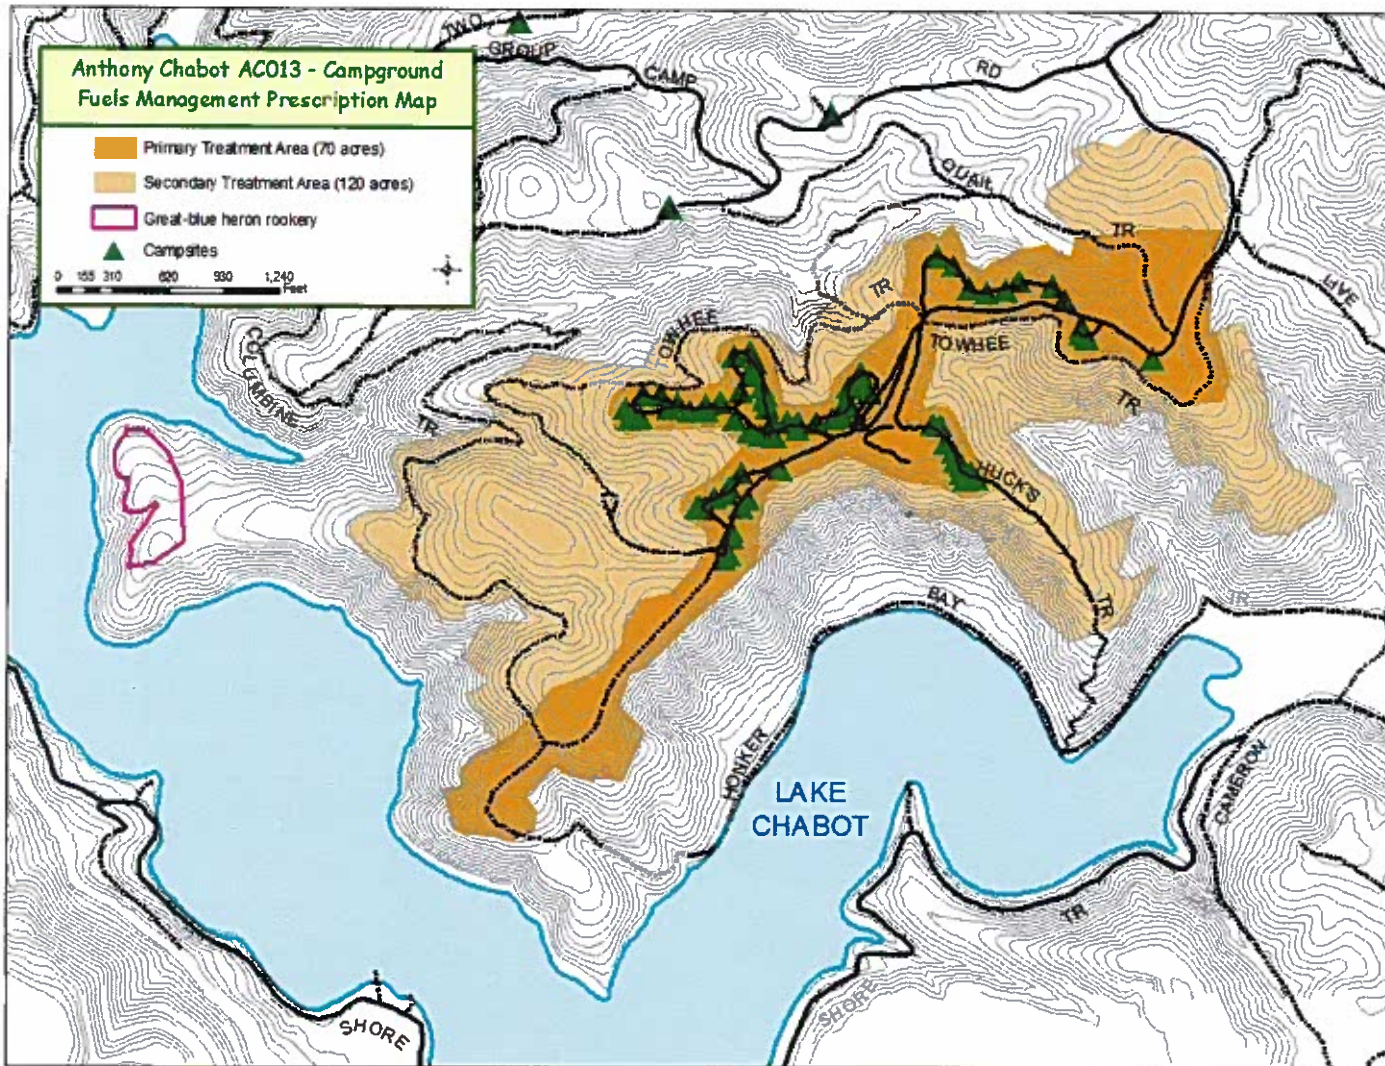 Anthony Chabot AC013 - Campground
Fuels Management Prescription Map
Primary Treatment Area (70 acres)
Secondary Treatment Area (120 acres)
Great-blue heron rookery
Campsites
0 155 310 620 930 1,240
Feet
TWO
GROUP
CAMP
RD
QUAIL
TR
LIVE
TR
TOWHEE
TOWHEE
COLUMBINE
TR
TR
HUCK'S
TR
TR
BAY
HONKER
LAKE
CHABOT
CAMERON
TR
SHORE
SHORE